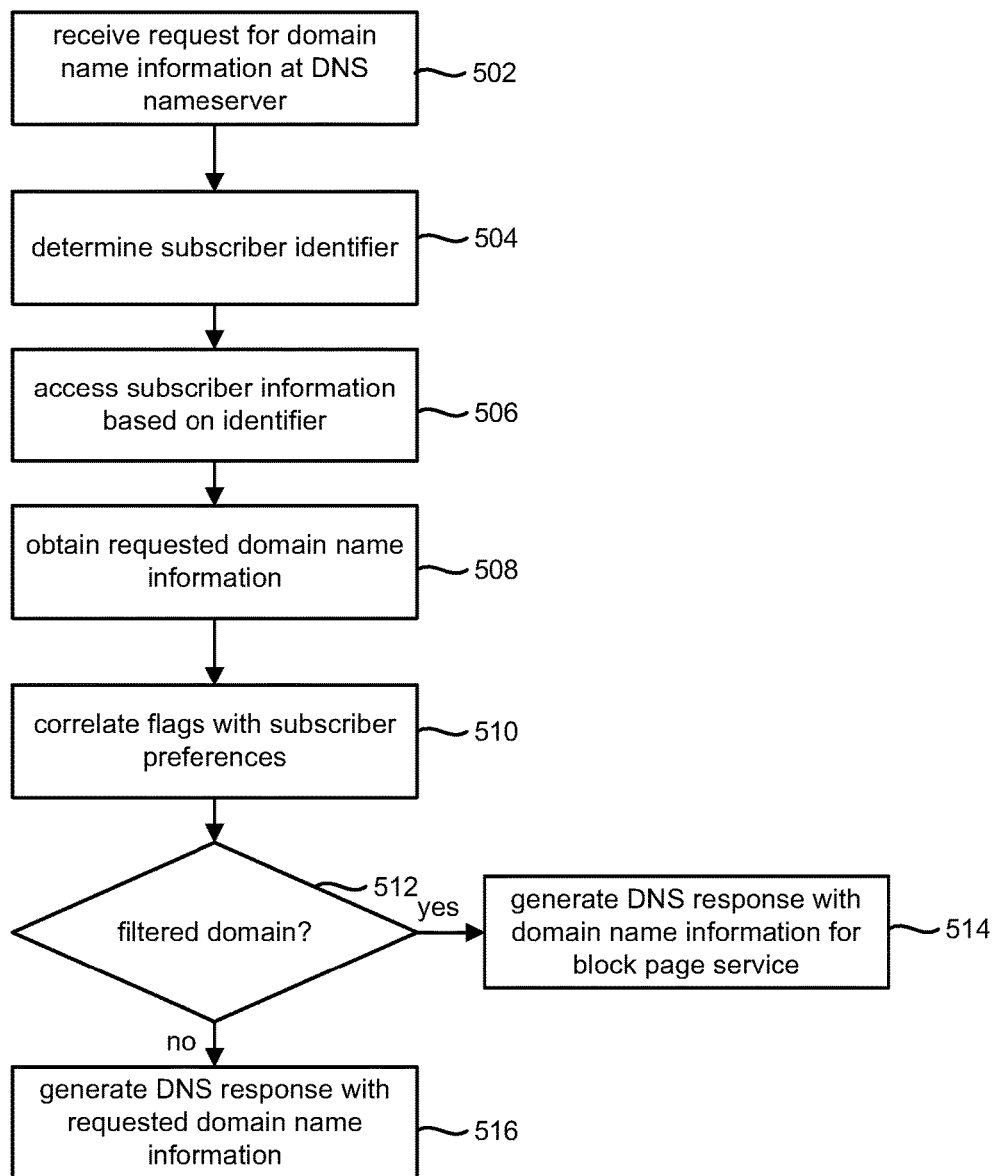 receive request for domain
name information at DNS
nameserver
502
determine subscriber identifier
504
access subscriber information
based on identifier
506
obtain requested domain name
information
508
correlate flags with subscriber
preferences
510
512
filtered domain?
yes
generate DNS response with
domain name information for
block page service
514
no
generate DNS response with
requested domain name
information
516